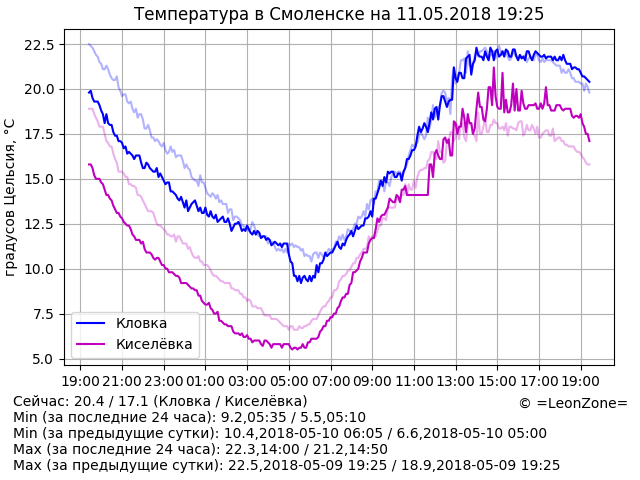 Температура в Смоленске на 11.05.2018 19:25
градусов Цельсия, °C
22.5
20.0
17.5
15.0
12.5
10.0
7.5
5.0
Кловка
Киселёвка
19:00 21:00 23:00 01:00 03:00 05:00 07:00 09:00 11:00 13:00 15:00 17:00 19:00
Сейчас: 20.4 / 17.1 (Кловка / Киселёвка)
© =LeonZone=
Min (за последние 24 часа): 9.2,05:35 / 5.5,05:10
Min (за предыдущие сутки): 10.4,2018-05-10 06:05 / 6.6,2018-05-10 05:00
Max (за последние 24 часа): 22.3,14:00 / 21.2,14:50
Max (за предыдущие сутки): 22.5,2018-05-09 19:25 / 18.9,2018-05-09 19:25